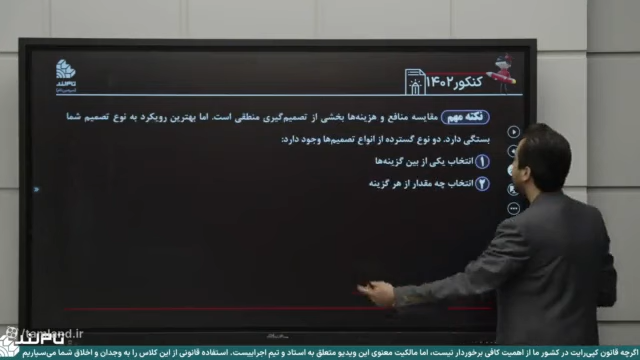 کنکور ۱۴۰۲
نکته مهم مقایسه منافع و هزینه‌ها بخشی از تصمیم‌گیری منطقی است. اما بهترین رویکرد به نوع تصمیم شما
بستگی دارد. دو نوع گسترده از انواع تصمیم‌ها وجود دارد:
۱ انتخاب یکی از بین گزینه‌ها
۲ انتخاب چه مقدار از هر گزینه
/tamland.ir
اگرچه قانون کپی‌رایت در کشور ما از اهمیت کافی برخوردار نیست، اما مالکیت معنوی این ویدیو متعلق به استاد و تیم اجراییست. استفاده قانونی از این کلاس را به وجدان و اخلاق شما می‌سپاریم